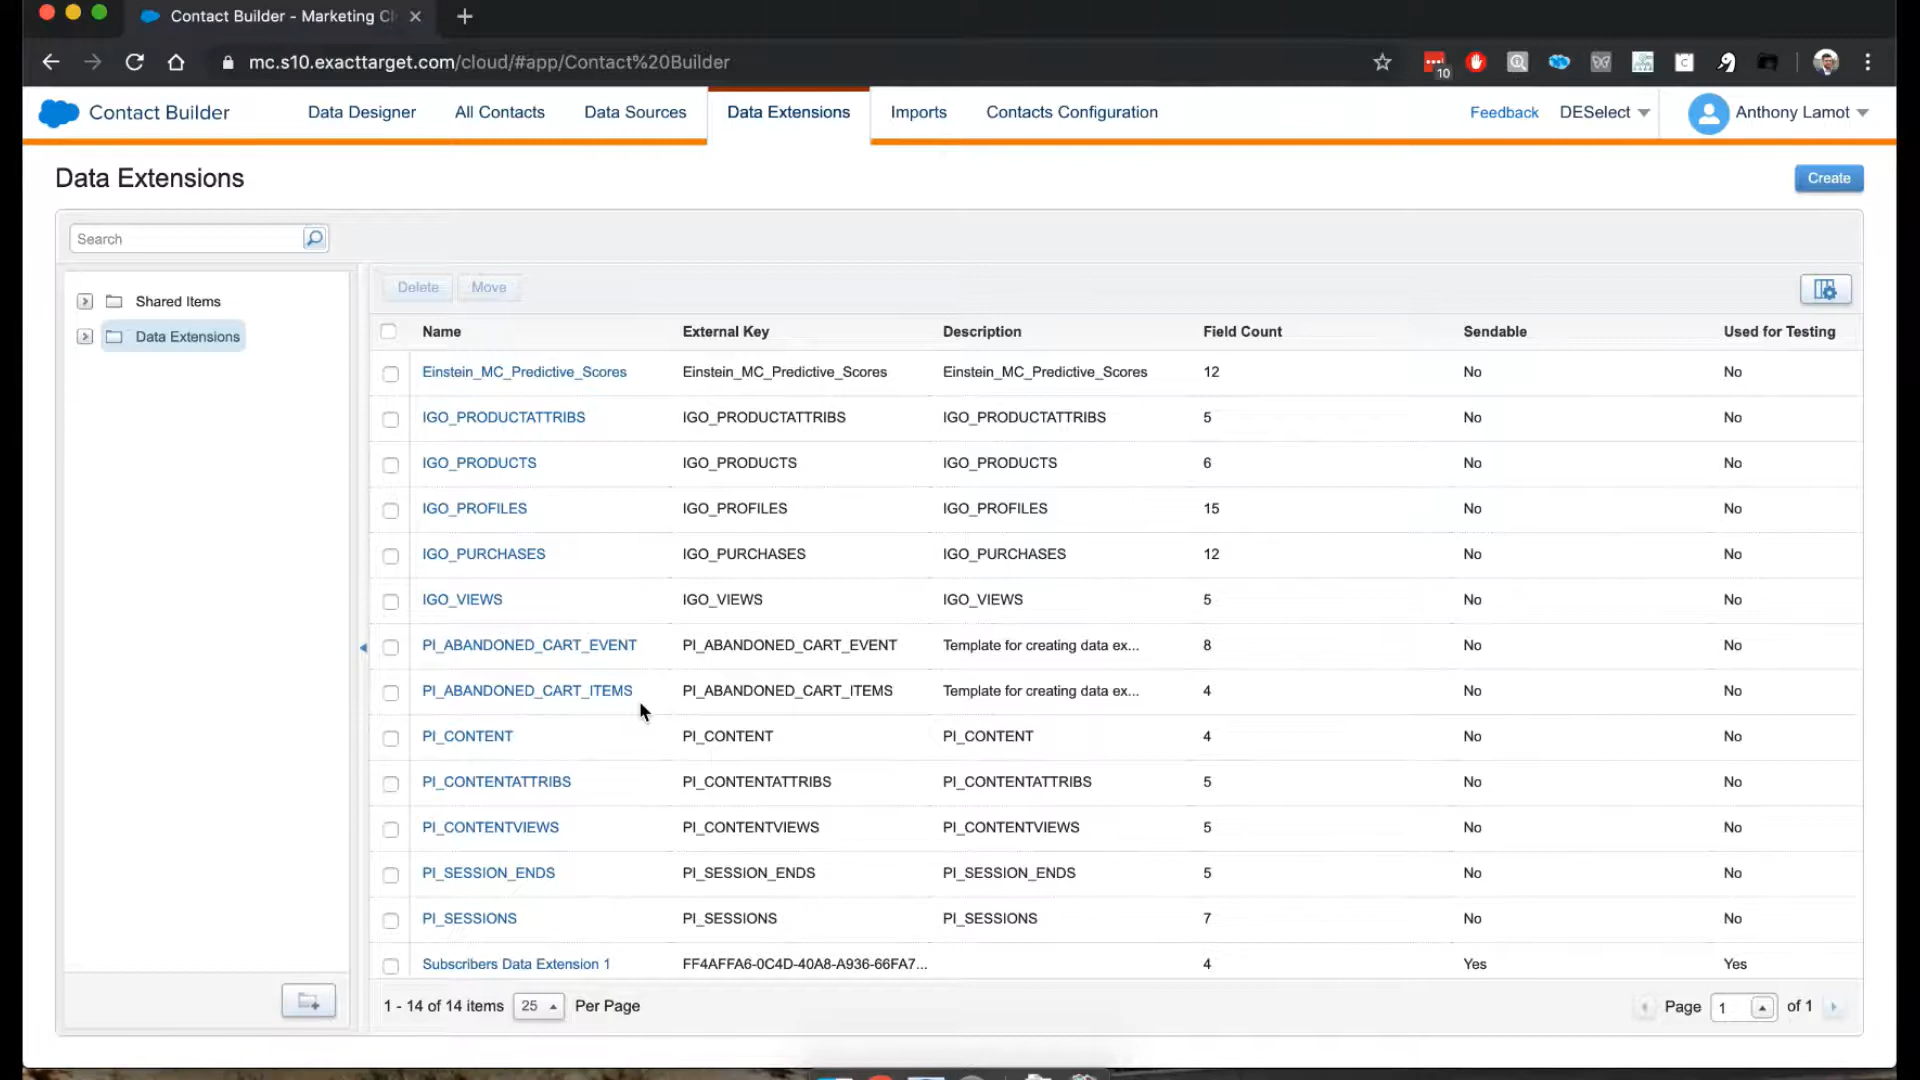 Contact Builder - Marketing Cl
mc.s10.exacttarget.com/cloud/#app/Contact%20Builder
10
Contact Builder
Data Designer
All Contacts
Data Sources
Data Extensions
Imports
Contacts Configuration
Feedback
DESelect
Anthony Lamot
Data Extensions
Create
Search
Shared Items
Data Extensions
Delete Move
Name External Key Description Field Count Sendable Used for Testing
Einstein_MC_Predictive_Scores Einstein_MC_Predictive_Scores Einstein_MC_Predictive_Scores 12 No No
IGO_PRODUCTATTRIBS IGO_PRODUCTATTRIBS IGO_PRODUCTATTRIBS 5 No No
IGO_PRODUCTS IGO_PRODUCTS IGO_PRODUCTS 6 No No
IGO_PROFILES IGO_PROFILES IGO_PROFILES 15 No No
IGO_PURCHASES IGO_PURCHASES IGO_PURCHASES 12 No No
IGO_VIEWS IGO_VIEWS IGO_VIEWS 5 No No
PI_ABANDONED_CART_EVENT PI_ABANDONED_CART_EVENT Template for creating data ex... 8 No No
PI_ABANDONED_CART_ITEMS PI_ABANDONED_CART_ITEMS Template for creating data ex... 4 No No
PI_CONTENT PI_CONTENT PI_CONTENT 4 No No
PI_CONTENTATTRIBS PI_CONTENTATTRIBS PI_CONTENTATTRIBS 5 No No
PI_CONTENTVIEWS PI_CONTENTVIEWS PI_CONTENTVIEWS 5 No No
PI_SESSION_ENDS PI_SESSION_ENDS PI_SESSION_ENDS 5 No No
PI_SESSIONS PI_SESSIONS PI_SESSIONS 7 No No
Subscribers Data Extension 1 FF4AFFA6-0C4D-40A8-A936-66FA7... 4 Yes Yes
1 - 14 of 14 items 25 Per Page
Page 1 of 1